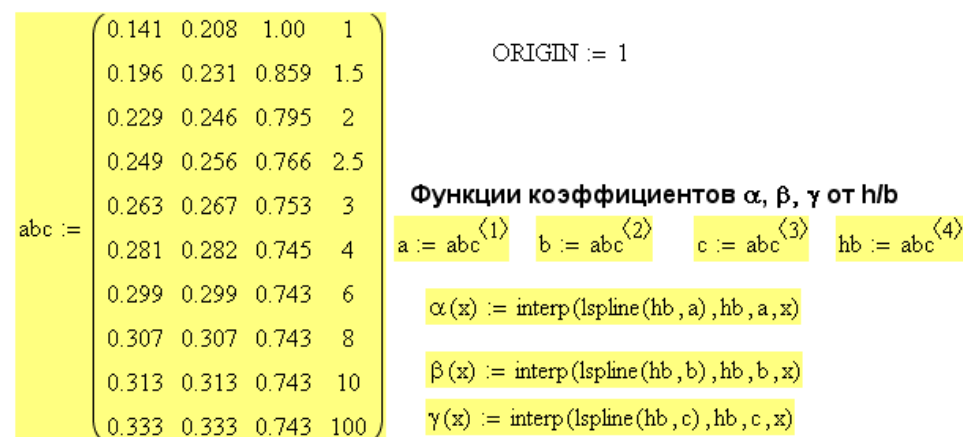 abc :=
0.141 0.208 1.00 1
0.196 0.231 0.859 1.5
0.229 0.246 0.795 2
0.249 0.256 0.766 2.5
0.263 0.267 0.753 3
0.281 0.282 0.745 4
0.299 0.299 0.743 6
0.307 0.307 0.743 8
0.313 0.313 0.743 10
0.333 0.333 0.743 100
ORIGIN := 1
Функции коэффициентов α, β, γ от h/b
a := abc⟨1⟩ b := abc⟨2⟩ c := abc⟨3⟩ hb := abc⟨4⟩
α(x) := interp(lspline(hb,a),hb,a,x)
β(x) := interp(lspline(hb,b),hb,b,x)
γ(x) := interp(lspline(hb,c),hb,c,x)